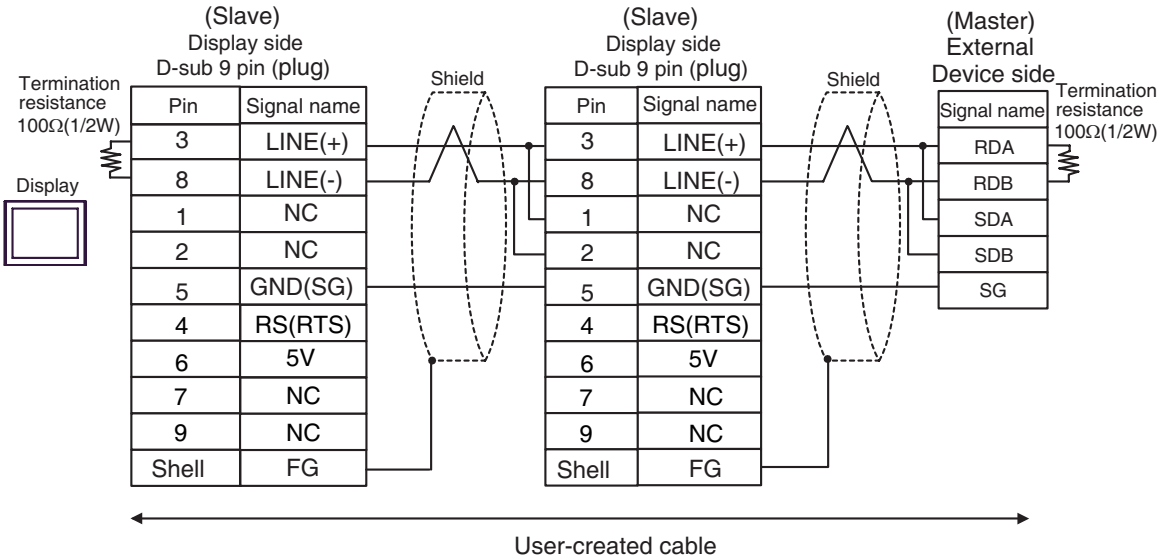 (Slave)
Display side
D-sub 9 pin (plug)
(Slave)
Display side
D-sub 9 pin (plug)
(Master)
External
Device side
Termination
resistance
100Ω(1/2W)
Display
Pin Signal name
3 LINE(+)
8 LINE(-)
1 NC
2 NC
5 GND(SG)
4 RS(RTS)
6 5V
7 NC
9 NC
Shell FG
Shield
Pin Signal name
3 LINE(+)
8 LINE(-)
1 NC
2 NC
5 GND(SG)
4 RS(RTS)
6 5V
7 NC
9 NC
Shell FG
Shield
Signal name
RDA
RDB
SDA
SDB
SG
Termination
resistance
100Ω(1/2W)
User-created cable